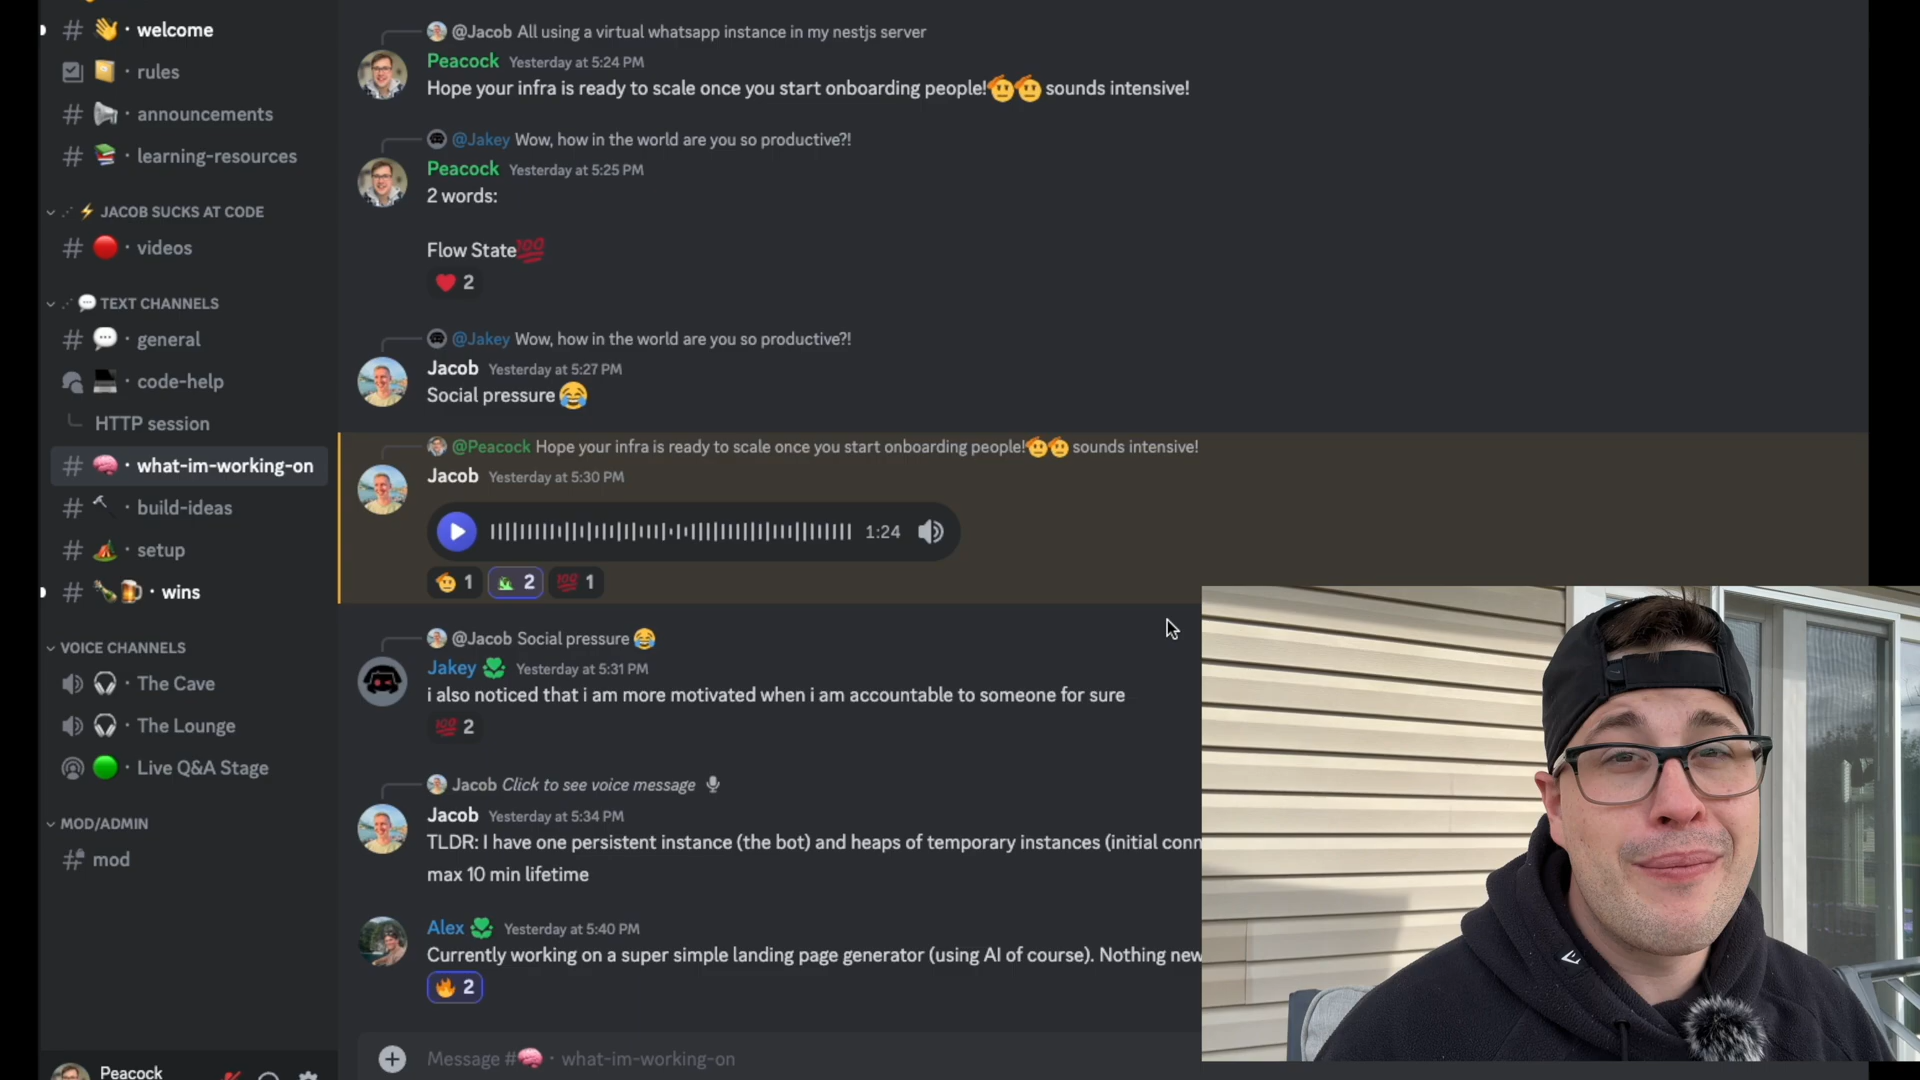 welcome
rules
announcements
learning-resources
JACOB SUCKS AT CODE
videos
TEXT CHANNELS
general
code-help
HTTP session
what-im-working-on
build-ideas
setup
wins
VOICE CHANNELS
The Cave
The Lounge
Live Q&A Stage
MOD/ADMIN
mod
Peacock
@Jacob All using a virtual whatsapp instance in my nestjs server
Peacock Yesterday at 5:24 PM
Hope your infra is ready to scale once you start onboarding people!🫡🫡 sounds intensive!
@Jakey Wow, how in the world are you so productive?!
Peacock Yesterday at 5:25 PM
2 words:
Flow State💯
❤️ 2
@Jakey Wow, how in the world are you so productive?!
Jacob Yesterday at 5:27 PM
Social pressure 😂
@Peacock Hope your infra is ready to scale once you start onboarding people!🫡🫡 sounds intensive!
Jacob Yesterday at 5:30 PM
1:24
1 2 💯 1
@Jacob Social pressure 😂
Jakey Yesterday at 5:31 PM
i also noticed that i am more motivated when i am accountable to someone for sure
💯 2
Jacob Click to see voice message
Jacob Yesterday at 5:34 PM
TLDR: I have one persistent instance (the bot) and heaps of temporary instances (initial conn
max 10 min lifetime
Alex Yesterday at 5:40 PM
Currently working on a super simple landing page generator (using AI of course). Nothing new
🔥 2
Message #🧠 · what-im-working-on